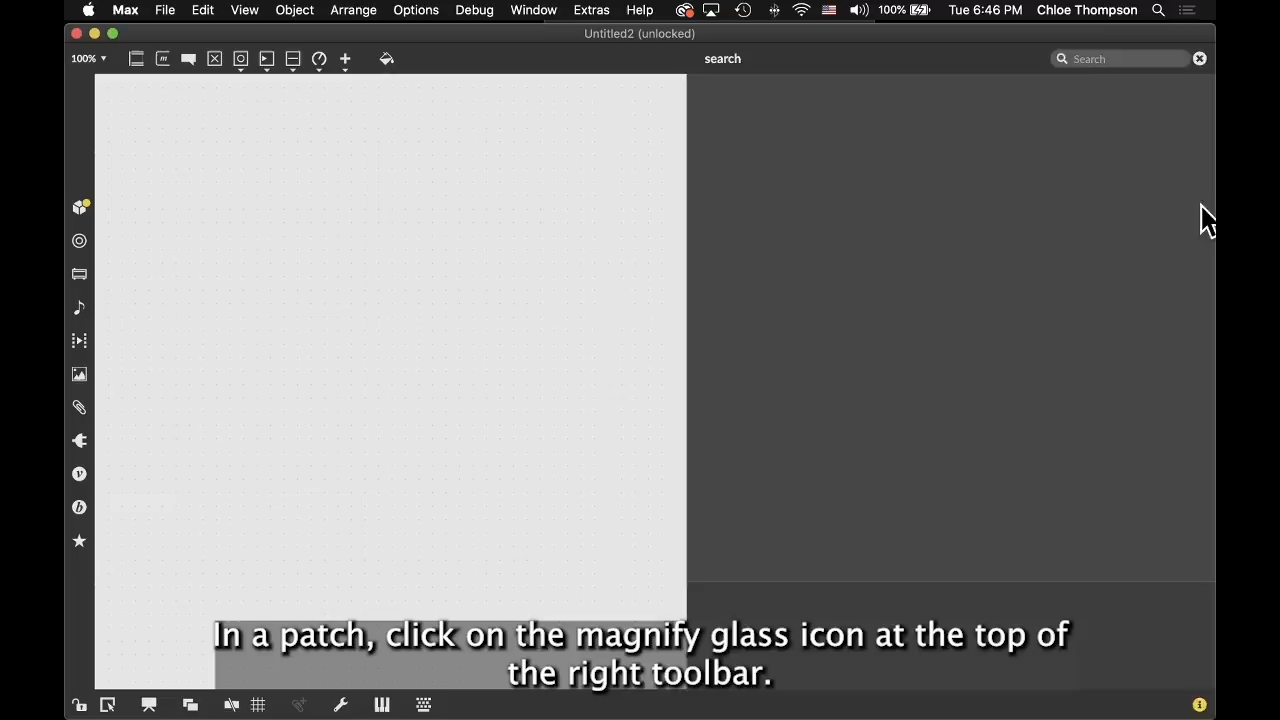 Max File Edit View Object Arrange Options Debug Window Extras Help 100% Tue 6:46 PM Chloe Thompson
Untitled2 (unlocked)
100% search Search
In a patch, click on the magnify glass icon at the top of
the right toolbar.